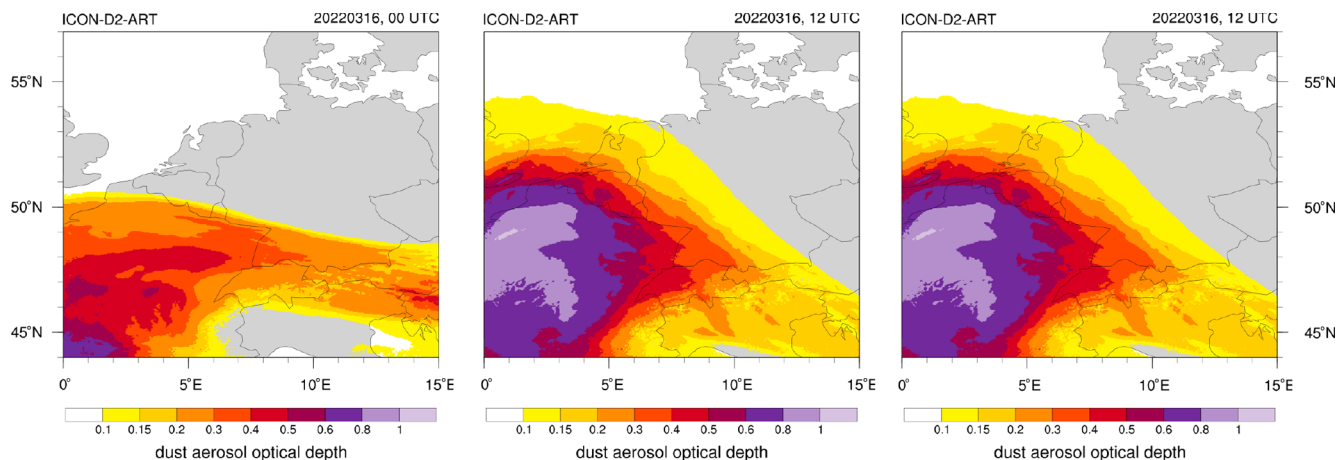 ICON-D2-ART 20220316, 00 UTC
55°N
50°N
45°N
0° 5°E 10°E 15°E
0.1 0.15 0.2 0.3 0.4 0.5 0.6 0.8 1
dust aerosol optical depth
ICON-D2-ART 20220316, 12 UTC
0° 5°E 10°E 15°E
0.1 0.15 0.2 0.3 0.4 0.5 0.6 0.8 1
dust aerosol optical depth
ICON-D2-ART 20220316, 12 UTC
55°N
50°N
45°N
0° 5°E 10°E 15°E
0.1 0.15 0.2 0.3 0.4 0.5 0.6 0.8 1
dust aerosol optical depth